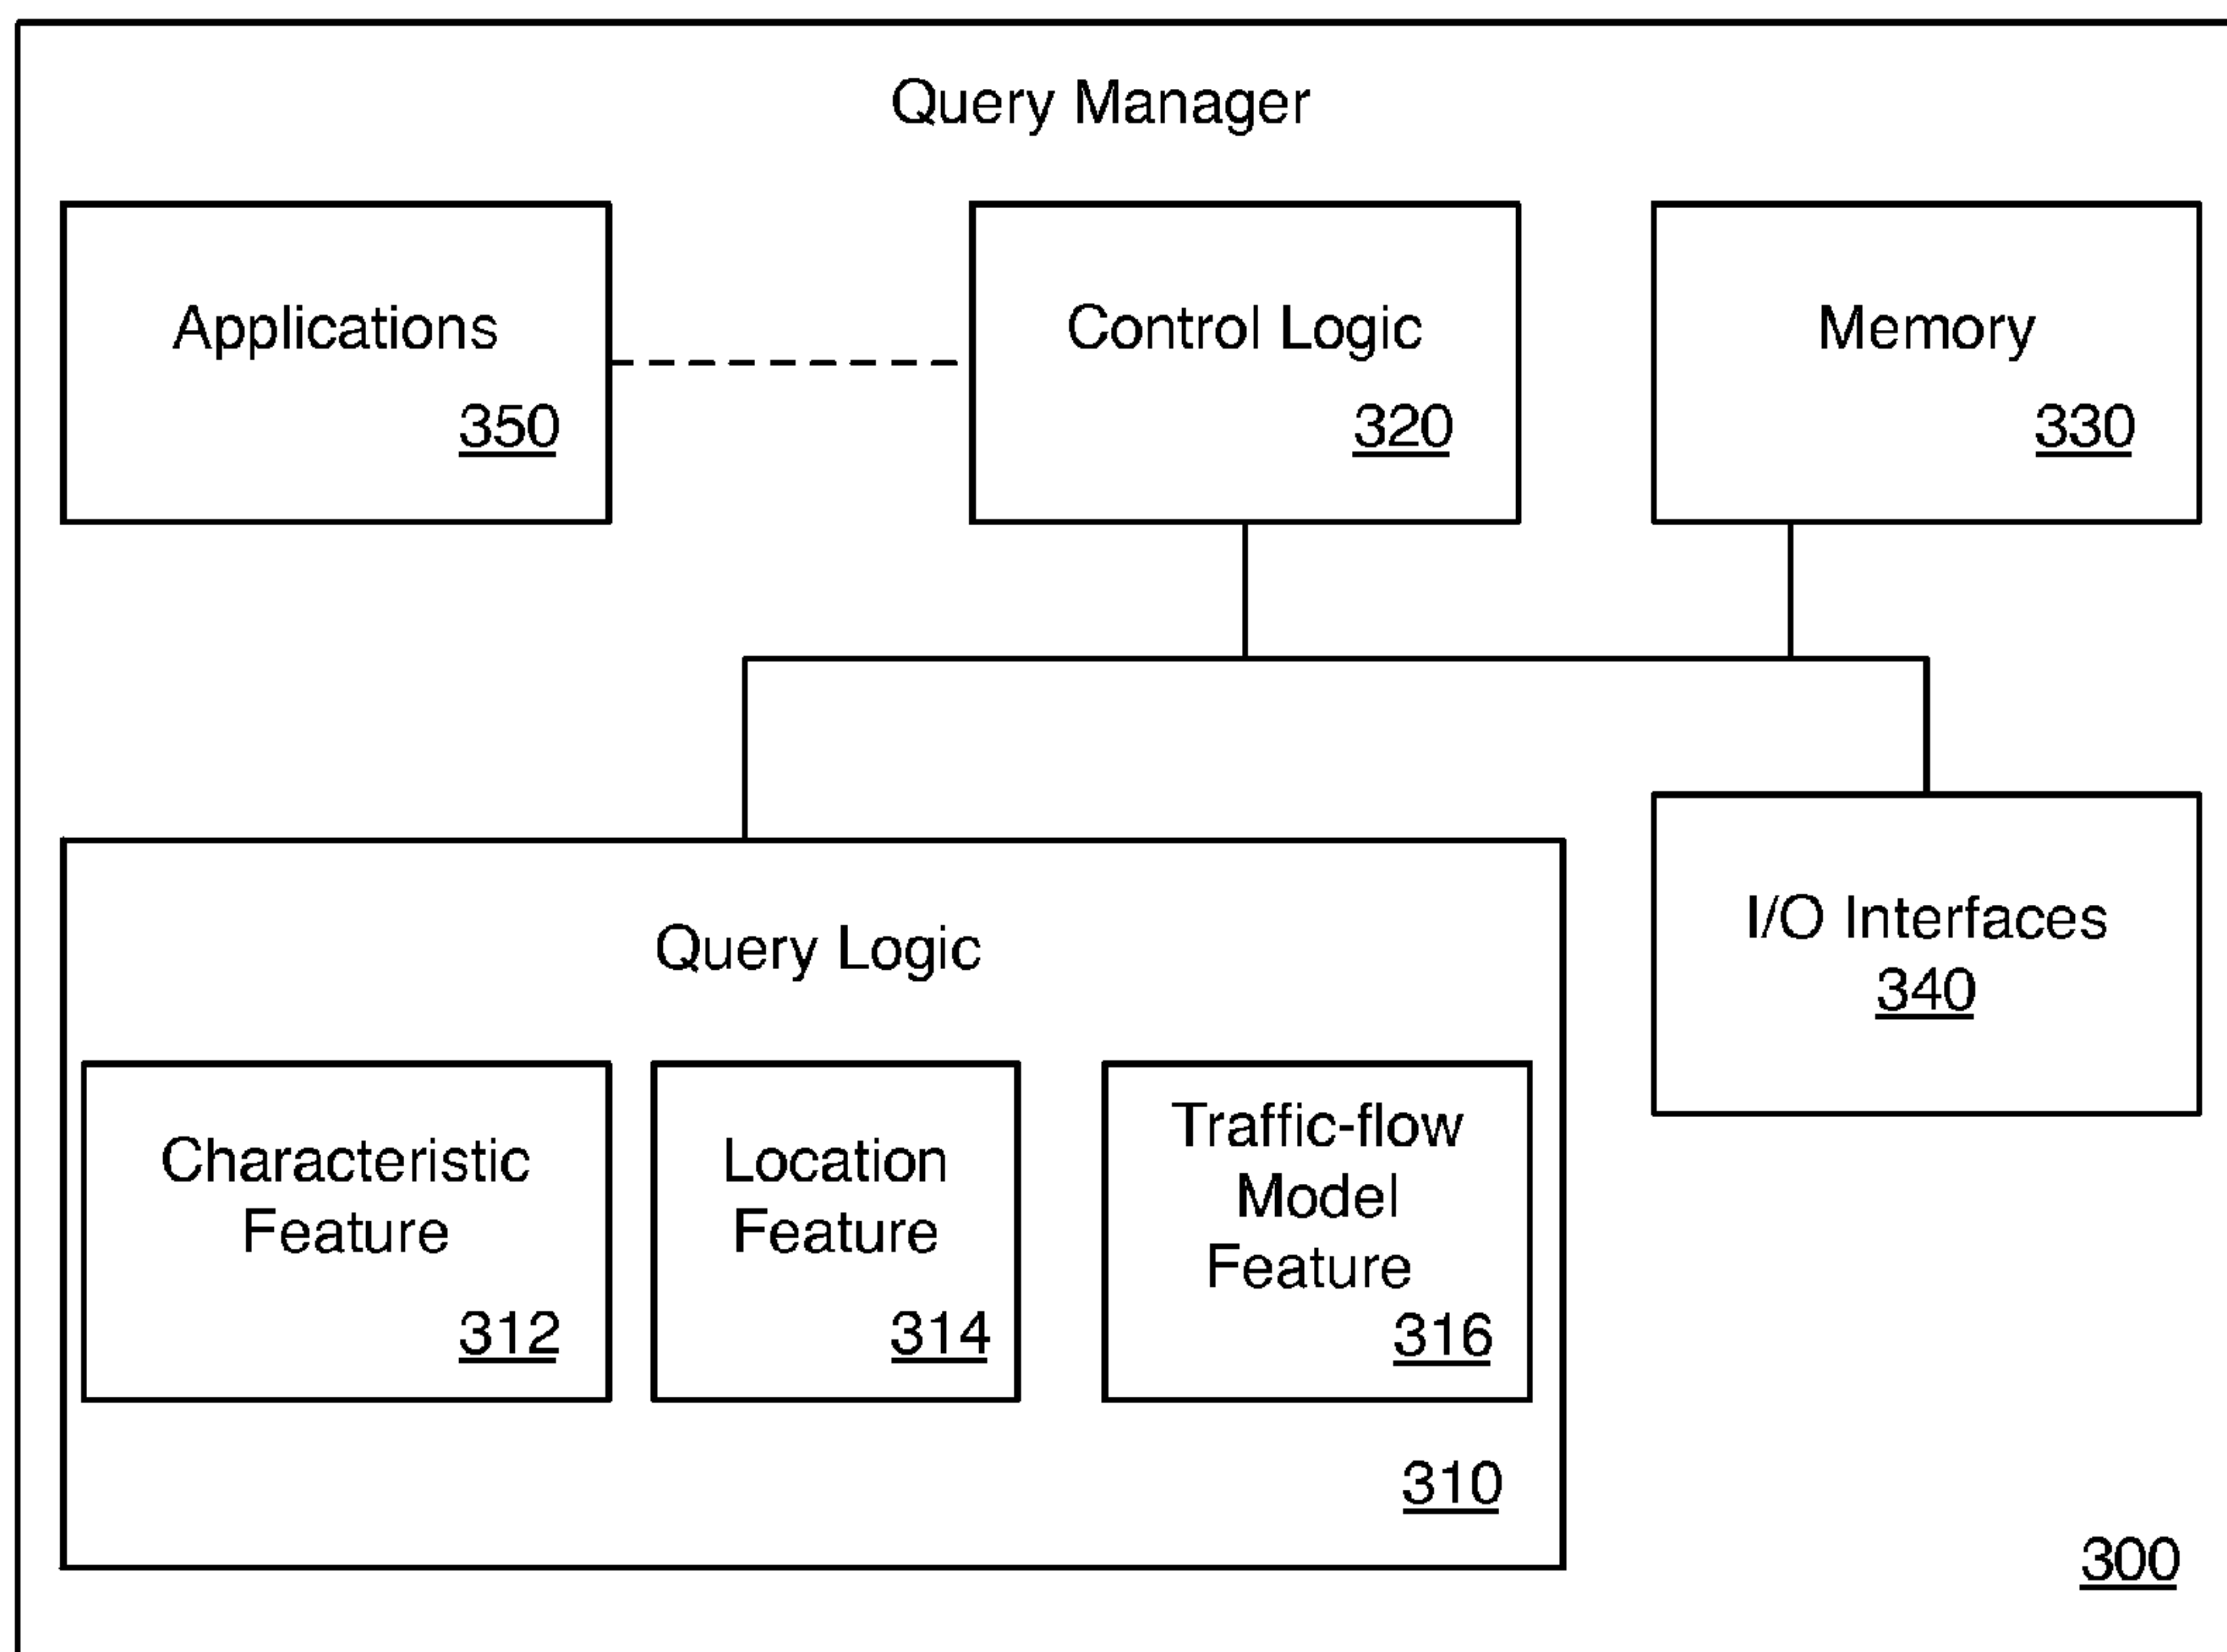 Query Manager
Applications
350
Control Logic
320
Memory
330
Query Logic
Characteristic
Feature
312
Location
Feature
314
Traffic-flow
Model
Feature
316
310
I/O Interfaces
340
300